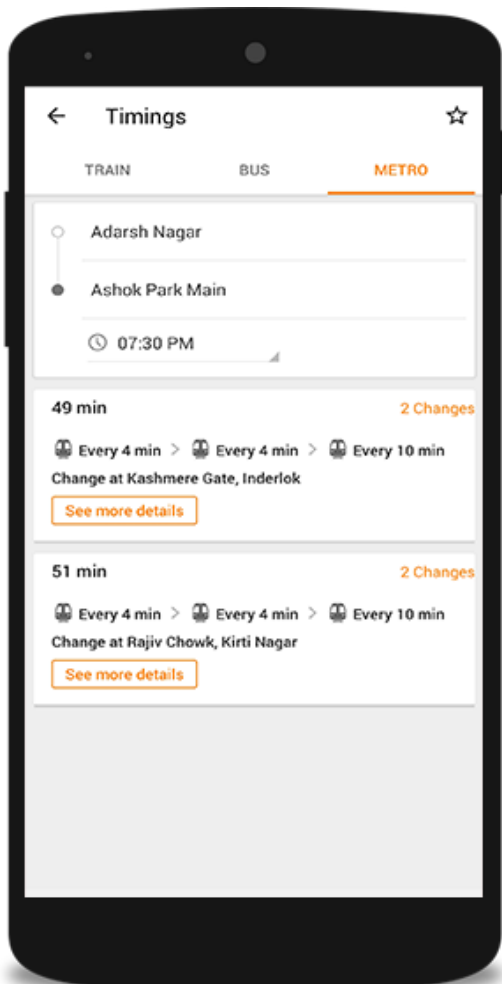 Timings
TRAIN BUS METRO
Adarsh Nagar
Ashok Park Main
07:30 PM
49 min 2 Changes
Every 4 min > Every 4 min > Every 10 min
Change at Kashmere Gate, Inderlok
See more details
51 min 2 Changes
Every 4 min > Every 4 min > Every 10 min
Change at Rajiv Chowk, Kirti Nagar
See more details